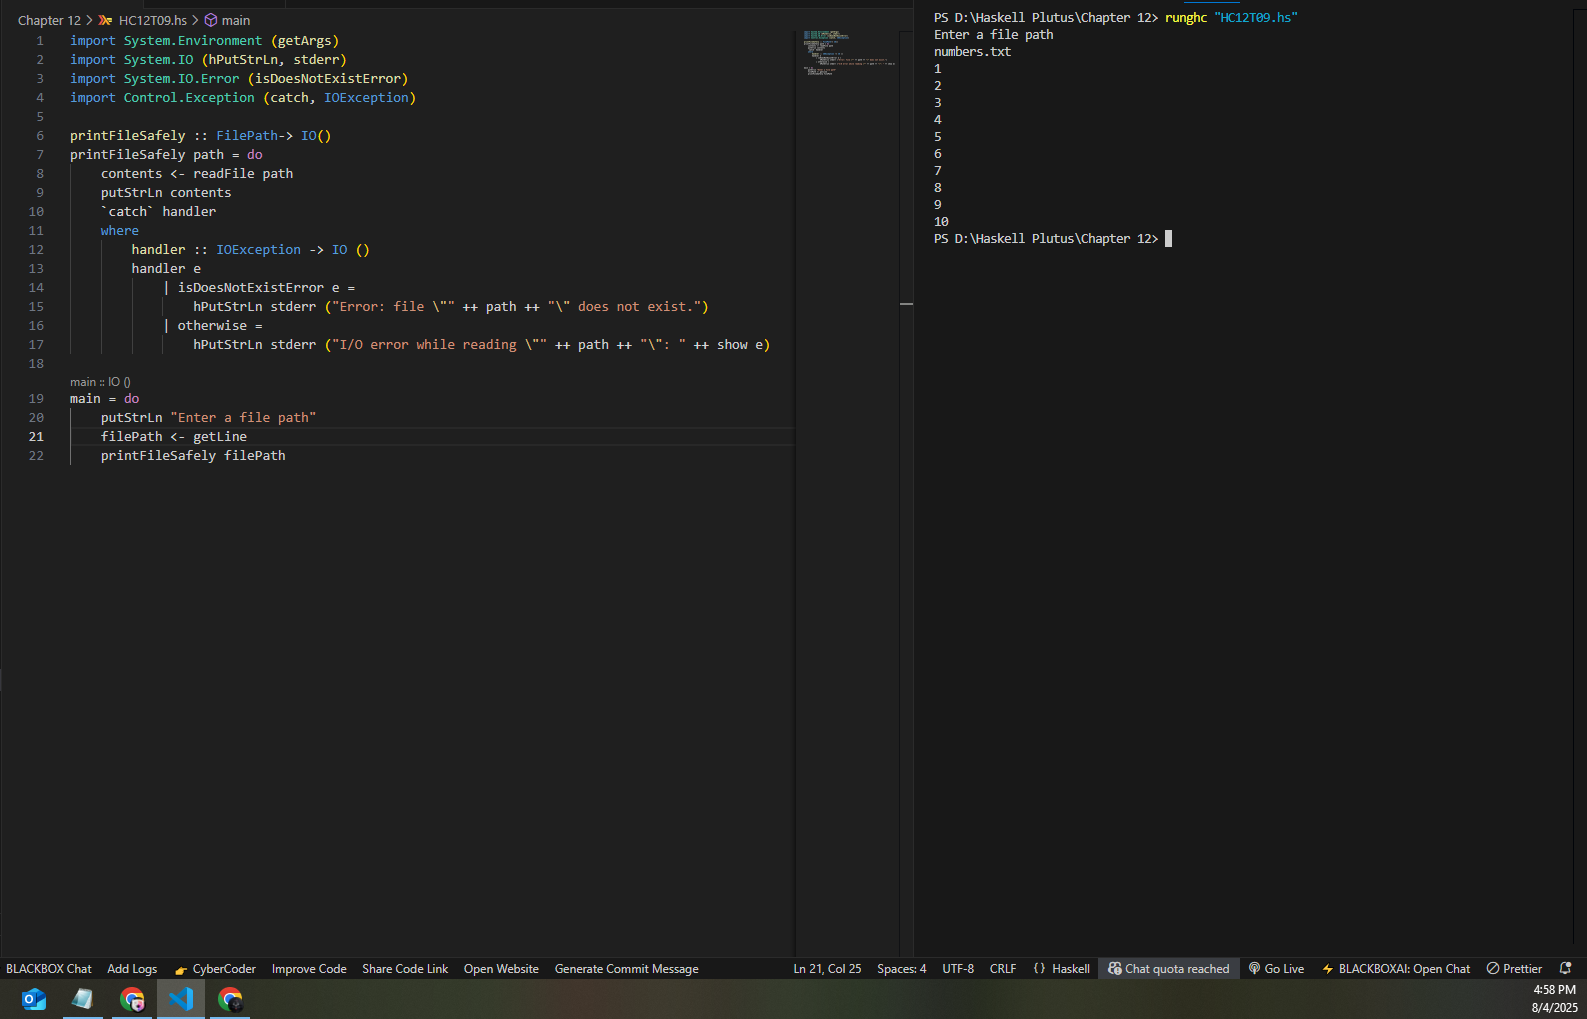 Chapter 12 > HC12T09.hs > main
1 import System.Environment (getArgs)
2 import System.IO (hPutStrLn, stderr)
3 import System.IO.Error (isDoesNotExistError)
4 import Control.Exception (catch, IOException)
5
6 printFileSafely :: FilePath-> IO()
7 printFileSafely path = do
8     contents <- readFile path
9     putStrLn contents
10     `catch` handler
11     where
12         handler :: IOException -> IO ()
13         handler e
14             | isDoesNotExistError e =
15                 hPutStrLn stderr ("Error: file \"" ++ path ++ "\" does not exist.")
16             | otherwise =
17                 hPutStrLn stderr ("I/O error while reading \"" ++ path ++ "\": " ++ show e)
18
main :: IO ()
19 main = do
20     putStrLn "Enter a file path"
21     filePath <- getLine
22     printFileSafely filePath
PS D:\Haskell Plutus\Chapter 12> runghc "HC12T09.hs"
Enter a file path
numbers.txt
1
2
3
4
5
6
7
8
9
10
PS D:\Haskell Plutus\Chapter 12>
BLACKBOX Chat Add Logs 👉 CyberCoder Improve Code Share Code Link Open Website Generate Commit Message Ln 21, Col 25 Spaces: 4 UTF-8 CRLF {} Haskell Chat quota reached Go Live BLACKBOXAI: Open Chat Prettier
4:58 PM
8/4/2025